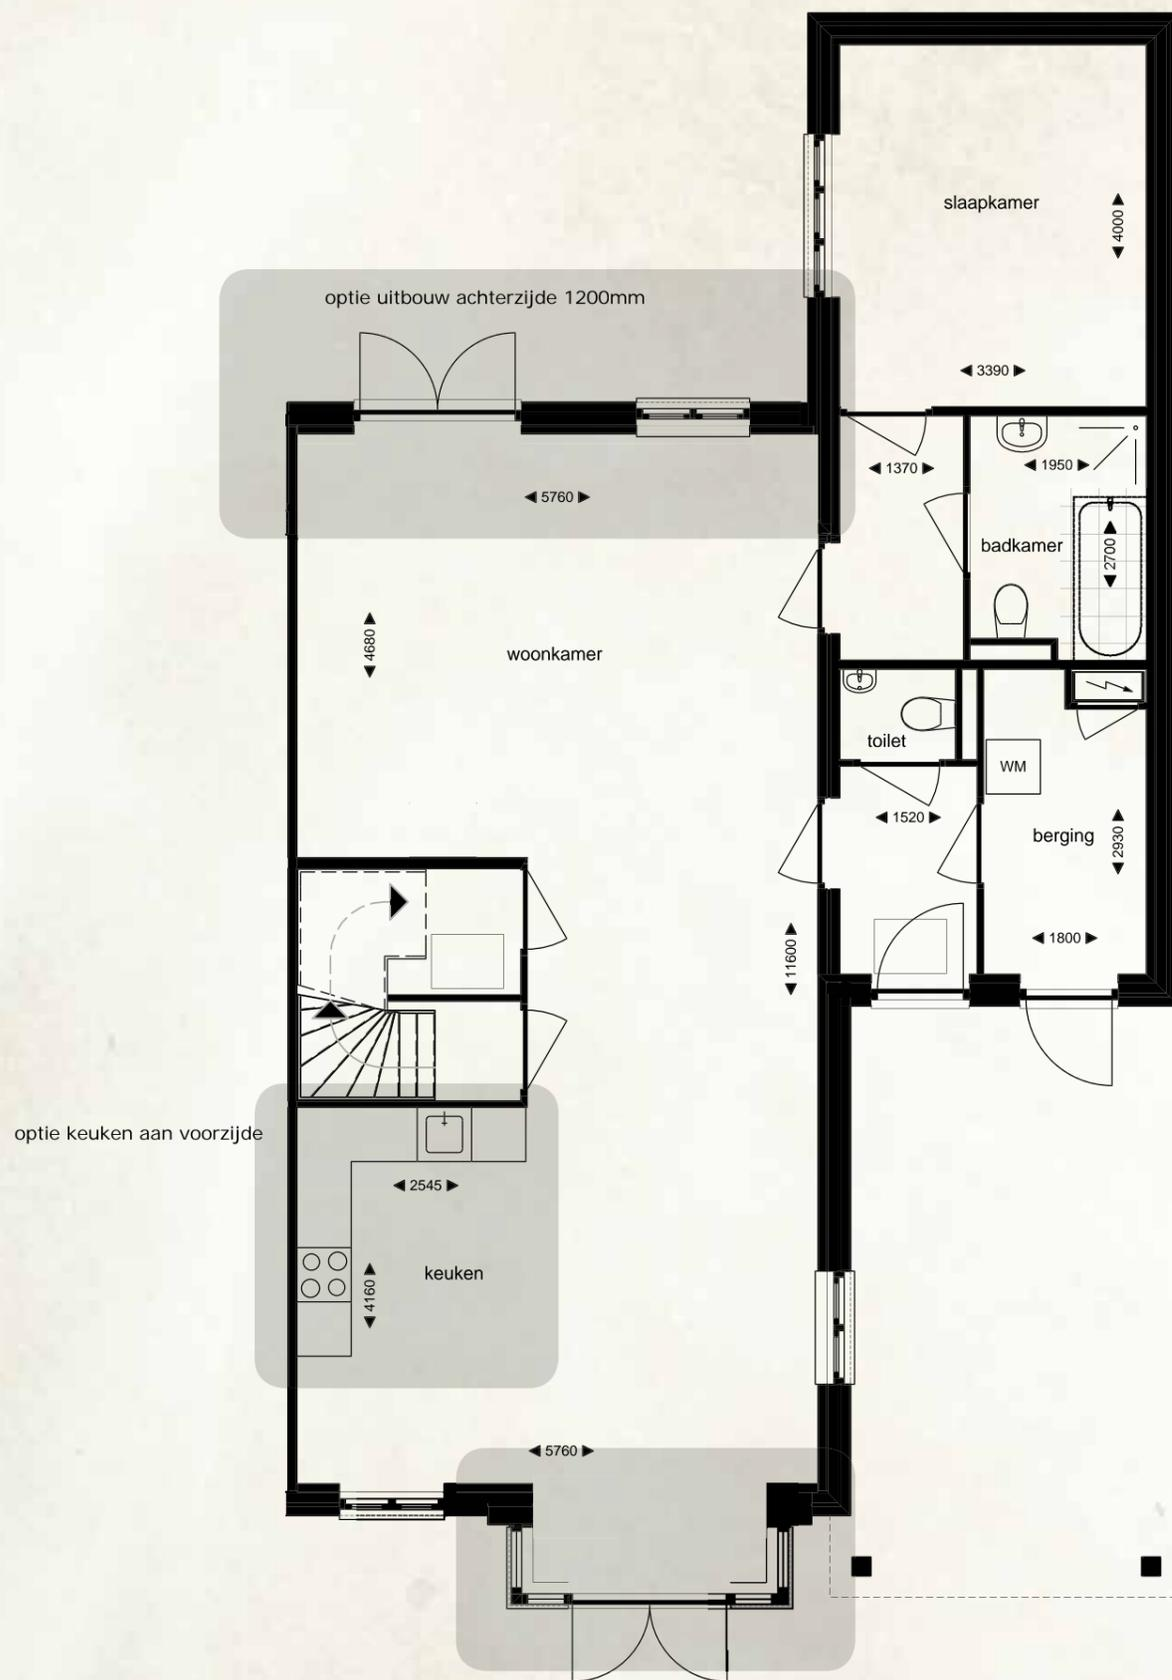 slaapkamer
4000
optie uitbouw achterzijde 1200mm
3390
1370
1950
5760
badkamer
2700
4680
woonkamer
toilet
WM
1520
berging
2930
1800
11600
optie keuken aan voorzijde
2545
keuken
4160
5760